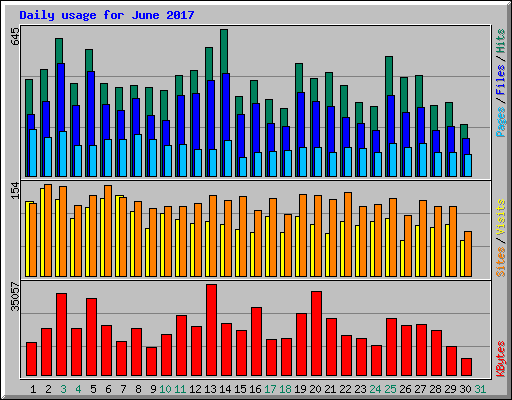 Daily usage for June 2017
645
Pages / Files / Hits
154
Sites / Visits
35057
KBytes
1 2 3 4 5 6 7 8 9 10 11 12 13 14 15 16 17 18 19 20 21 22 23 24 25 26 27 28 29 30 31